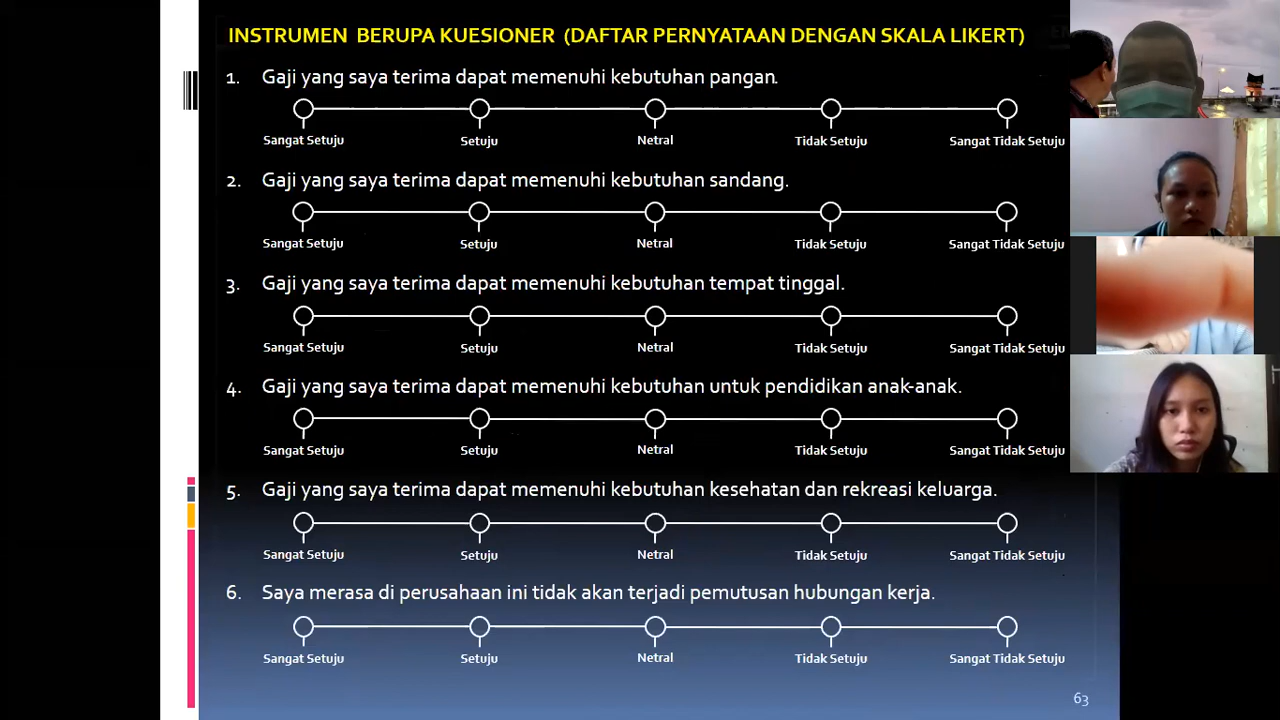 INSTRUMEN BERUPA KUESIONER (DAFTAR PERNYATAAN DENGAN SKALA LIKERT)
1. Gaji yang saya terima dapat memenuhi kebutuhan pangan.
Sangat Setuju Setuju Netral Tidak Setuju Sangat Tidak Setuju
2. Gaji yang saya terima dapat memenuhi kebutuhan sandang.
Sangat Setuju Setuju Netral Tidak Setuju Sangat Tidak Setuju
3. Gaji yang saya terima dapat memenuhi kebutuhan tempat tinggal.
Sangat Setuju Setuju Netral Tidak Setuju Sangat Tidak Setuju
4. Gaji yang saya terima dapat memenuhi kebutuhan untuk pendidikan anak-anak.
Sangat Setuju Setuju Netral Tidak Setuju Sangat Tidak Setuju
5. Gaji yang saya terima dapat memenuhi kebutuhan kesehatan dan rekreasi keluarga.
Sangat Setuju Setuju Netral Tidak Setuju Sangat Tidak Setuju
6. Saya merasa di perusahaan ini tidak akan terjadi pemutusan hubungan kerja.
Sangat Setuju Setuju Netral Tidak Setuju Sangat Tidak Setuju
63